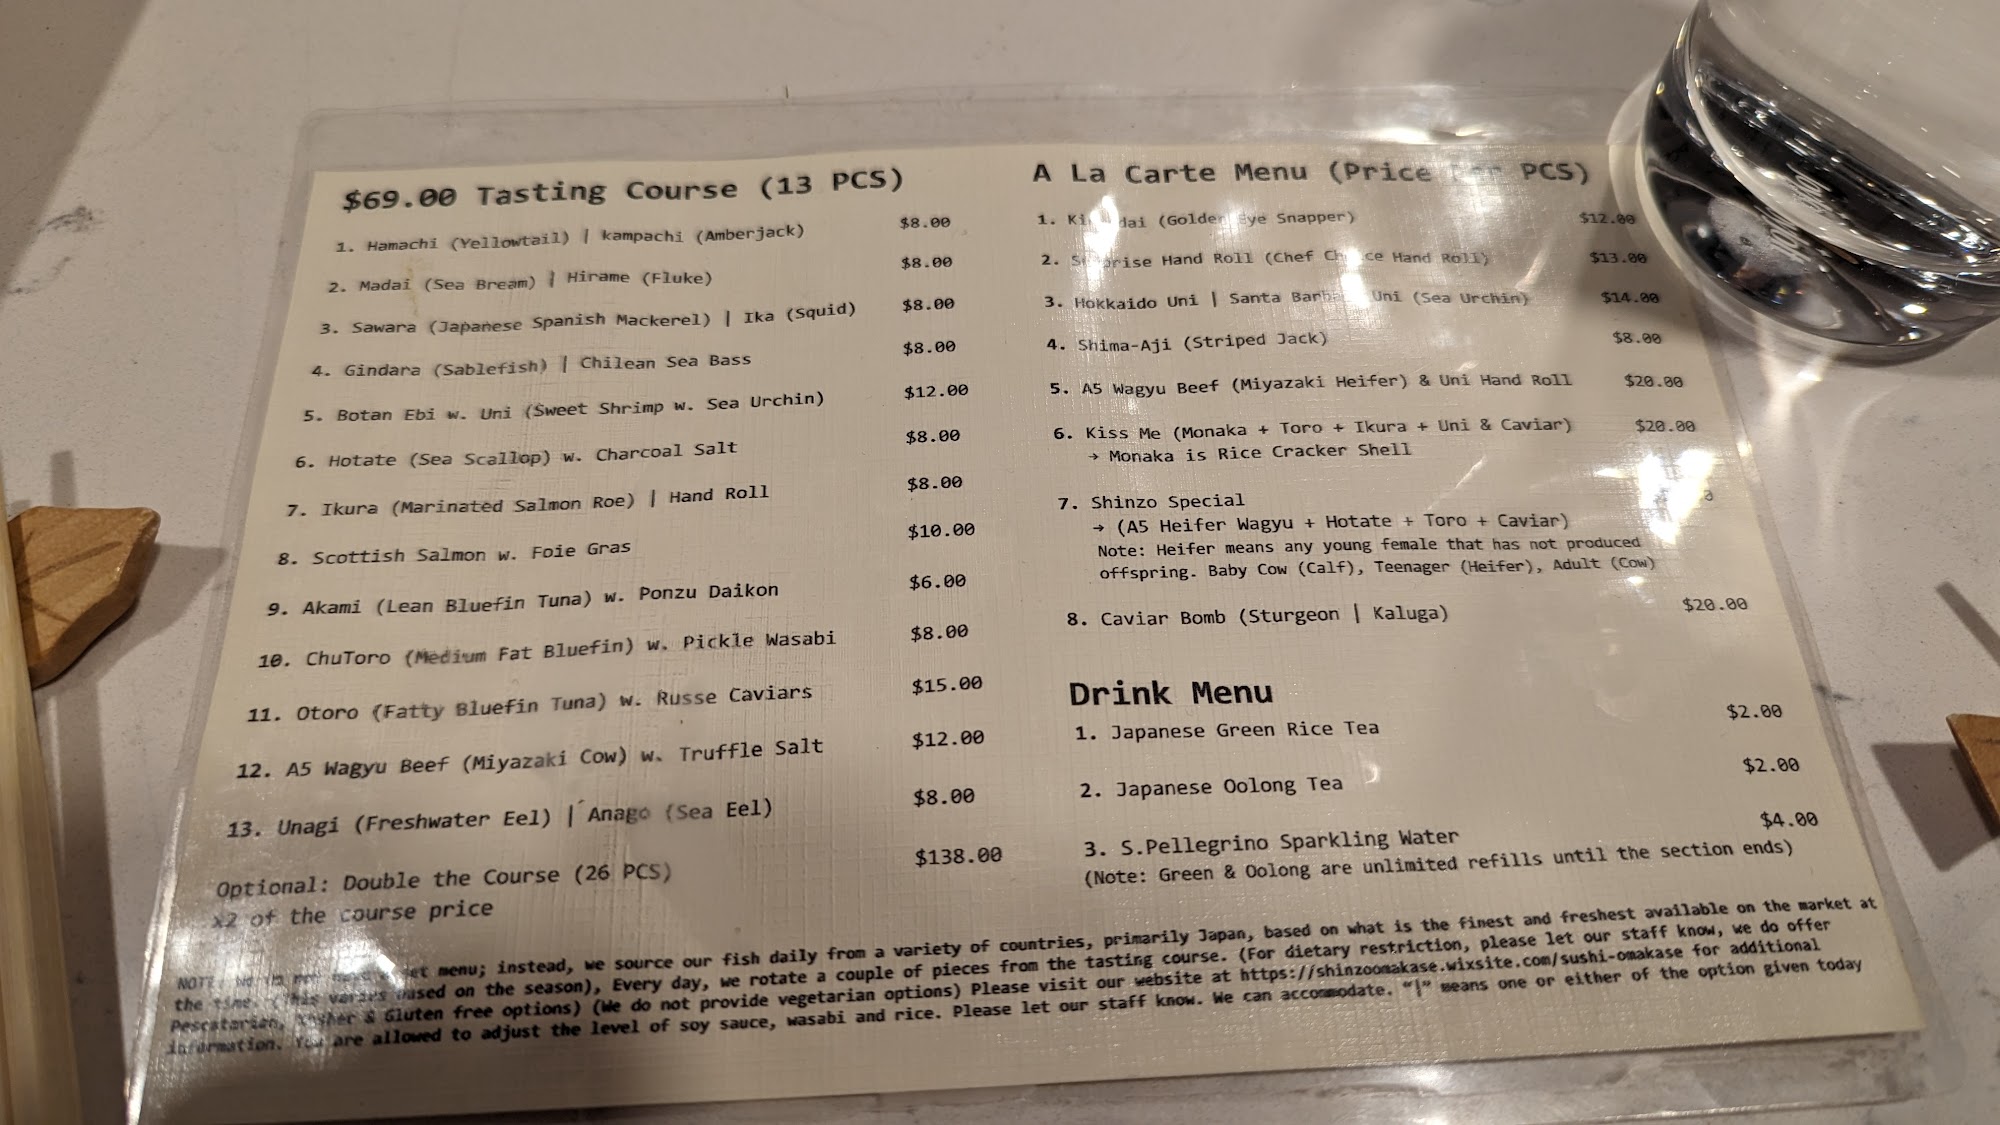 $69.00 Tasting Course (13 PCS)
1. Hamachi (Yellowtail) | kampachi (Amberjack) $8.00
2. Madai (Sea Bream) | Hirame (Fluke) $8.00
3. Sawara (Japanese Spanish Mackerel) | Ika (Squid) $8.00
4. Gindara (Sablefish) | Chilean Sea Bass $8.00
5. Botan Ebi w. Uni (Sweet Shrimp w. Sea Urchin) $12.00
6. Hotate (Sea Scallop) w. Charcoal Salt $8.00
7. Ikura (Marinated Salmon Roe) | Hand Roll $8.00
8. Scottish Salmon w. Foie Gras $10.00
9. Akami (Lean Bluefin Tuna) w. Ponzu Daikon $6.00
10. ChuToro (Medium Fat Bluefin) w. Pickle Wasabi $8.00
11. Otoro (Fatty Bluefin Tuna) w. Russe Caviars $15.00
12. A5 Wagyu Beef (Miyazaki Cow) w. Truffle Salt $12.00
13. Unagi (Freshwater Eel) | Anago (Sea Eel) $8.00
Optional: Double the Course (26 PCS) $138.00
x2 of the course price
A La Carte Menu (Price PCS)
1. (Golden Eye Snapper) $12.00
2. Surprise Hand Roll (Chef Choice Hand Roll) $13.00
3. Hokkaido Uni | Santa Barbara Uni (Sea Urchin) $14.00
4. Shima-Aji (Striped Jack) $8.00
5. A5 Wagyu Beef (Miyazaki Heifer) & Uni Hand Roll $20.00
6. Kiss Me (Monaka + Toro + Ikura + Uni & Caviar) $20.00
→ Monaka is Rice Cracker Shell
7. Shinzo Special
→ (A5 Heifer Wagyu + Hotate + Toro + Caviar)
Note: Heifer means any young female that has not produced
offspring. Baby Cow (Calf), Teenager (Heifer), Adult (Cow)
8. Caviar Bomb (Sturgeon | Kaluga) $20.00
Drink Menu
1. Japanese Green Rice Tea $2.00
2. Japanese Oolong Tea $2.00
3. S.Pellegrino Sparkling Water $4.00
(Note: Green & Oolong are unlimited refills until the section ends)
NOTE: menu; instead, we source our fish daily from a variety of countries, primarily Japan, based on what is the finest and freshest available on the market at
the time. (This varies based on the season), Every day, we rotate a couple of pieces from the tasting course. (For dietary restriction, please let our staff know, we do offer
Pescatarian, Kosher & Gluten free options) (We do not provide vegetarian options) Please visit our website at https://shinzoomakase.wixsite.com/sushi-omakase for additional
information. You are allowed to adjust the level of soy sauce, wasabi and rice. Please let our staff know. We can accommodate. "|" means one or either of the option given today